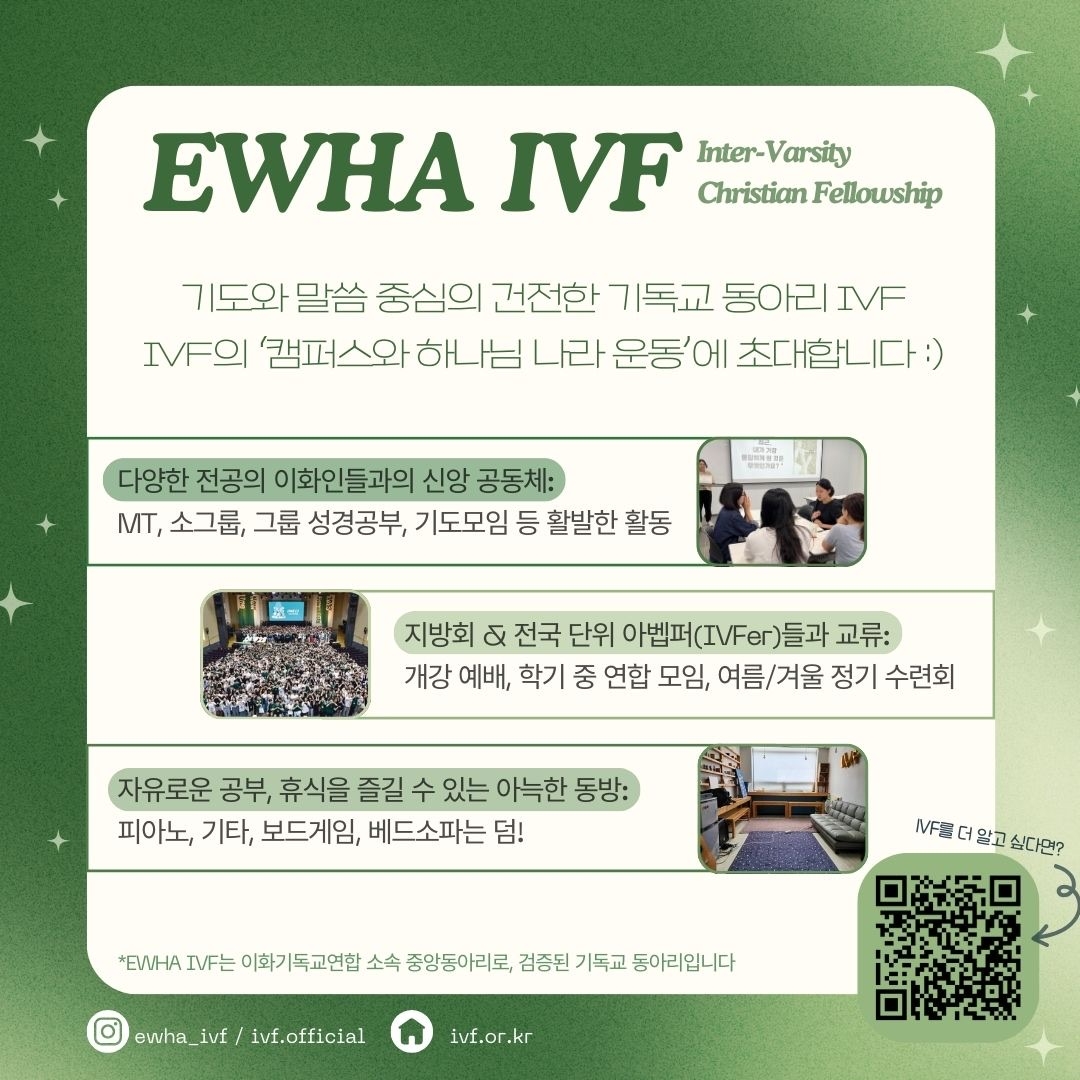 EWHA IVF
Inter-Varsity
Christian Fellowship
기도와 말씀 중심의 건전한 기독교 동아리 IVF
IVF의 ‘캠퍼스와 하나님 나라 운동’에 초대합니다 :)
다양한 전공의 이화인들과의 신앙 공동체:
MT, 소그룹, 그룹 성경공부, 기도모임 등 활발한 활동
지방회 & 전국 단위 아벱퍼(IVFer)들과 교류:
개강 예배, 학기 중 연합 모임, 여름/겨울 정기 수련회
자유로운 공부, 휴식을 즐길 수 있는 아늑한 동방:
피아노, 기타, 보드게임, 베드소파는 덤!
IVF를 더 알고 싶다면?
*EWHA IVF는 이화기독교연합 소속 중앙동아리로, 검증된 기독교 동아리입니다
ewha_ivf / ivf.official
ivf.or.kr